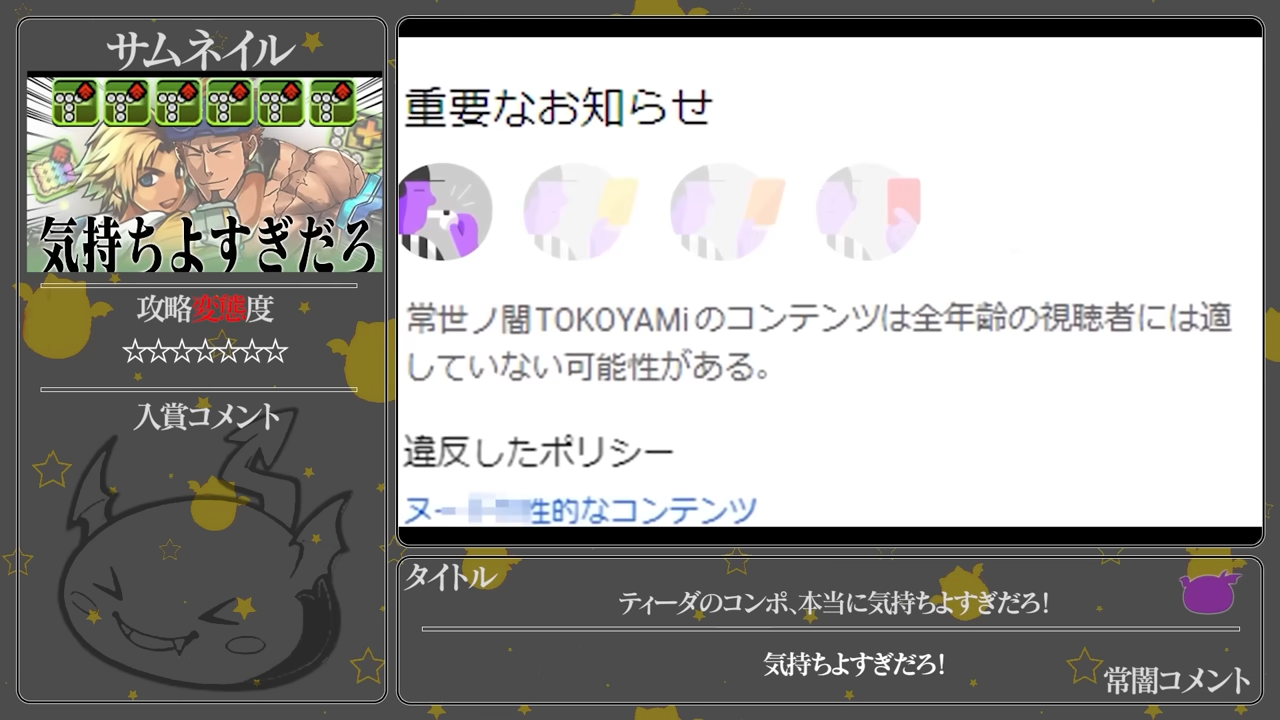 サムネイル
気持ちよすぎだろ
攻略変態度
☆☆☆☆☆☆☆
入賞コメント
重要なお知らせ
常世ノ闇TOKOYAMiのコンテンツは全年齢の視聴者には適
していない可能性がある。
違反したポリシー
ヌー 性的なコンテンツ
タイトル
ティーダのコンポ、本当に気持ちよすぎだろ！
気持ちよすぎだろ！
常闇コメント